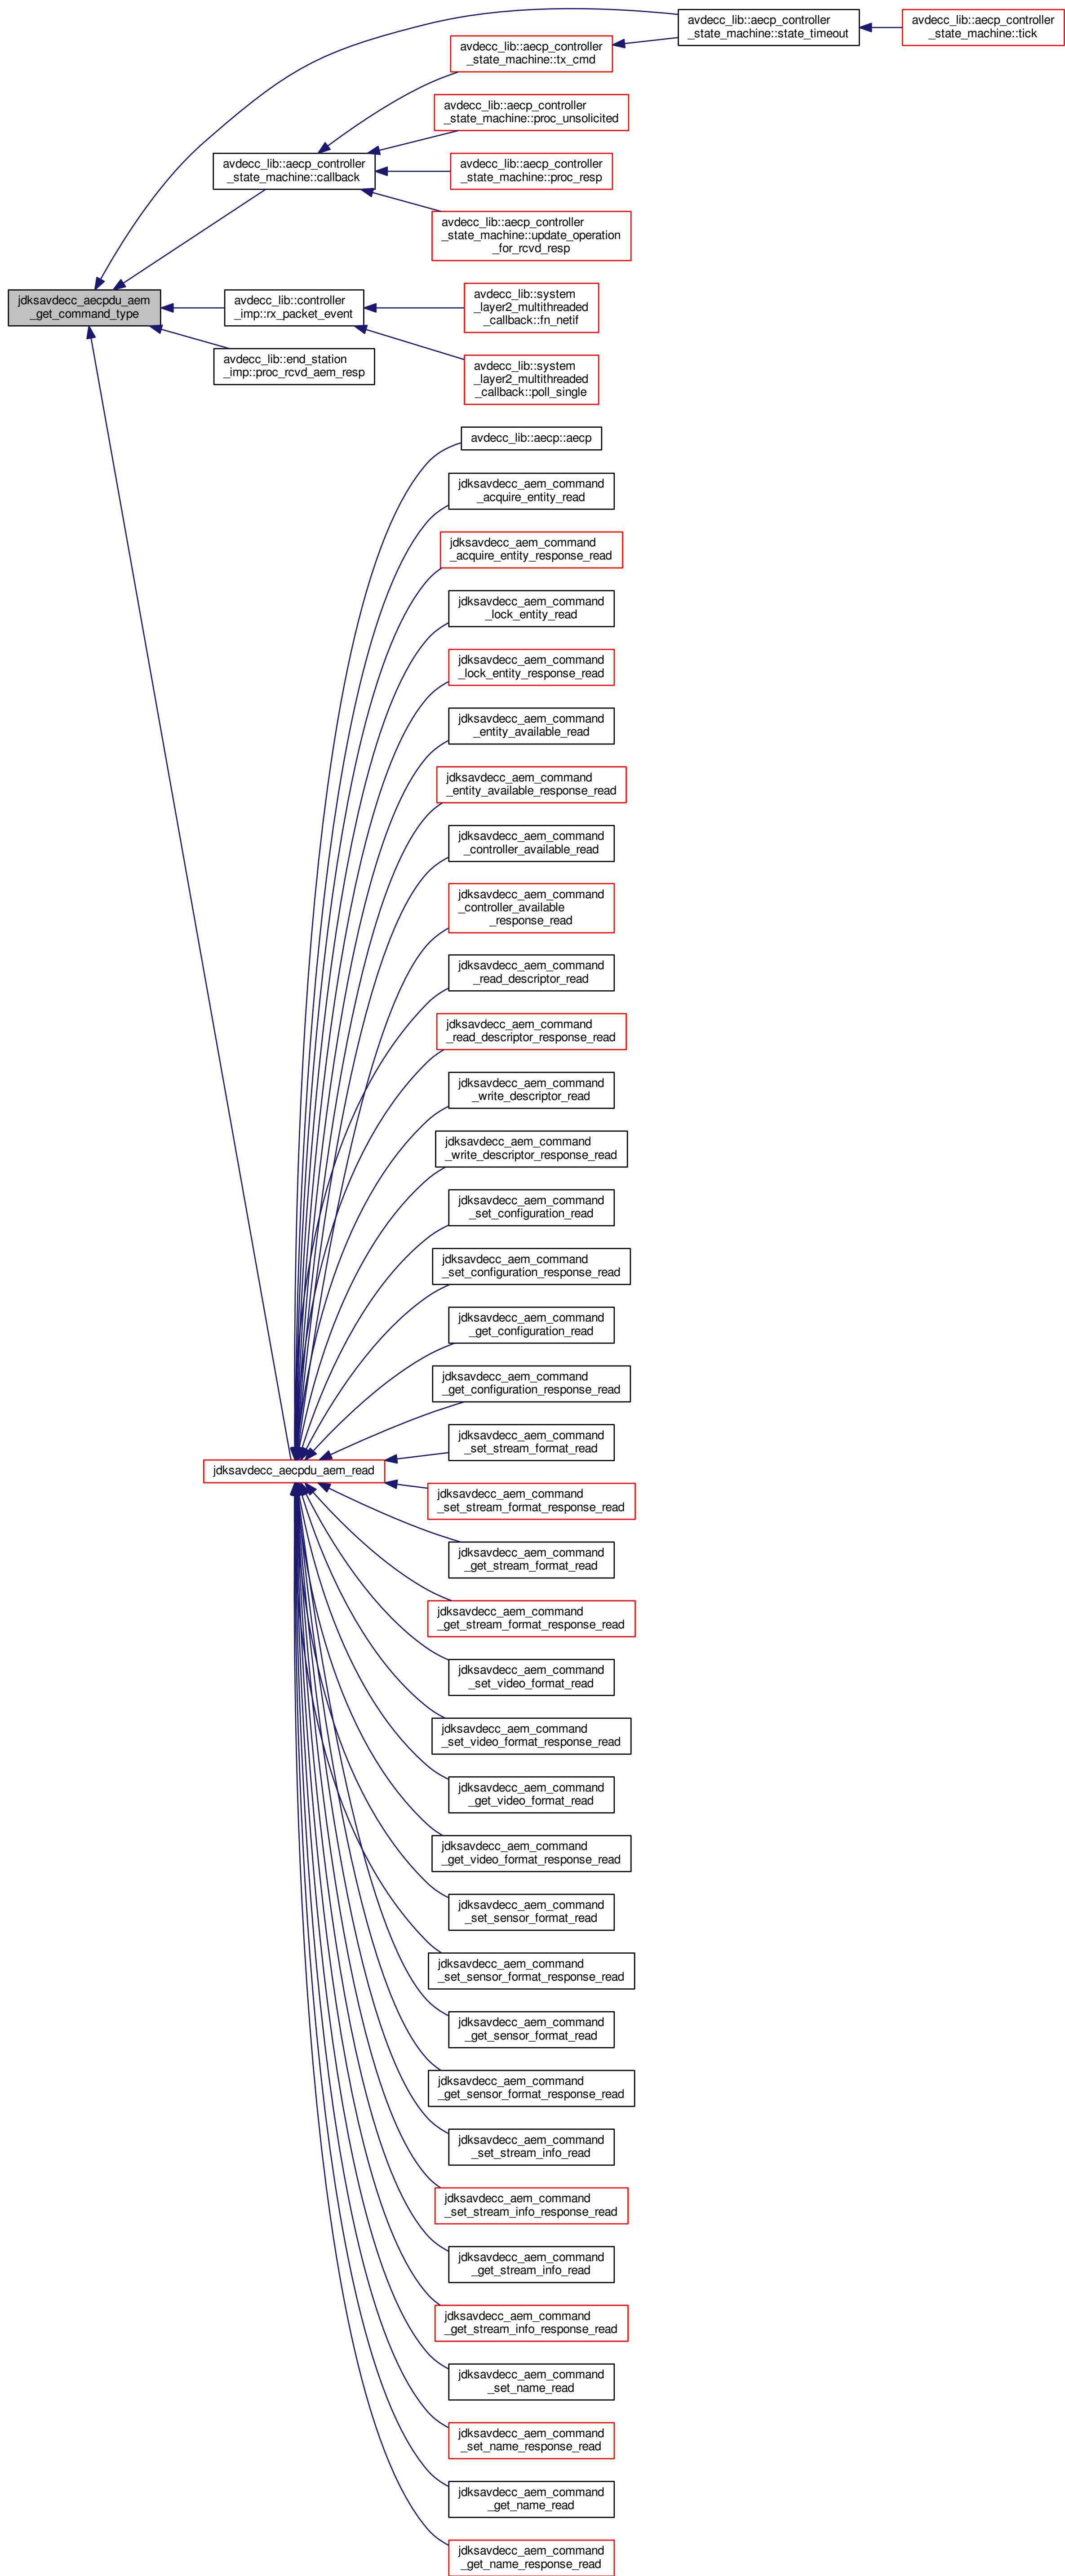 avdecc_lib::aecp_controller
_state_machine::state_timeout
avdecc_lib::aecp_controller
_state_machine::tick
avdecc_lib::aecp_controller
_state_machine::tx_cmd
avdecc_lib::aecp_controller
_state_machine::proc_unsolicited
avdecc_lib::aecp_controller
_state_machine::callback
avdecc_lib::aecp_controller
_state_machine::proc_resp
avdecc_lib::aecp_controller
_state_machine::update_operation
_for_rcvd_resp
jdksavdecc_aecpdu_aem
_get_command_type
avdecc_lib::controller
_imp::rx_packet_event
avdecc_lib::system
_layer2_multithreaded
_callback::fn_netif
avdecc_lib::end_station
_imp::proc_rcvd_aem_resp
avdecc_lib::system
_layer2_multithreaded
_callback::poll_single
avdecc_lib::aecp::aecp
jdksavdecc_aem_command
_acquire_entity_read
jdksavdecc_aem_command
_acquire_entity_response_read
jdksavdecc_aem_command
_lock_entity_read
jdksavdecc_aem_command
_lock_entity_response_read
jdksavdecc_aem_command
_entity_available_read
jdksavdecc_aem_command
_entity_available_response_read
jdksavdecc_aem_command
_controller_available_read
jdksavdecc_aem_command
_controller_available
_response_read
jdksavdecc_aem_command
_read_descriptor_read
jdksavdecc_aem_command
_read_descriptor_response_read
jdksavdecc_aem_command
_write_descriptor_read
jdksavdecc_aem_command
_write_descriptor_response_read
jdksavdecc_aem_command
_set_configuration_read
jdksavdecc_aem_command
_set_configuration_response_read
jdksavdecc_aem_command
_get_configuration_read
jdksavdecc_aem_command
_get_configuration_response_read
jdksavdecc_aem_command
_set_stream_format_read
jdksavdecc_aecpdu_aem_read
jdksavdecc_aem_command
_set_stream_format_response_read
jdksavdecc_aem_command
_get_stream_format_read
jdksavdecc_aem_command
_get_stream_format_response_read
jdksavdecc_aem_command
_set_video_format_read
jdksavdecc_aem_command
_set_video_format_response_read
jdksavdecc_aem_command
_get_video_format_read
jdksavdecc_aem_command
_get_video_format_response_read
jdksavdecc_aem_command
_set_sensor_format_read
jdksavdecc_aem_command
_set_sensor_format_response_read
jdksavdecc_aem_command
_get_sensor_format_read
jdksavdecc_aem_command
_get_sensor_format_response_read
jdksavdecc_aem_command
_set_stream_info_read
jdksavdecc_aem_command
_set_stream_info_response_read
jdksavdecc_aem_command
_get_stream_info_read
jdksavdecc_aem_command
_get_stream_info_response_read
jdksavdecc_aem_command
_set_name_read
jdksavdecc_aem_command
_set_name_response_read
jdksavdecc_aem_command
_get_name_read
jdksavdecc_aem_command
_get_name_response_read